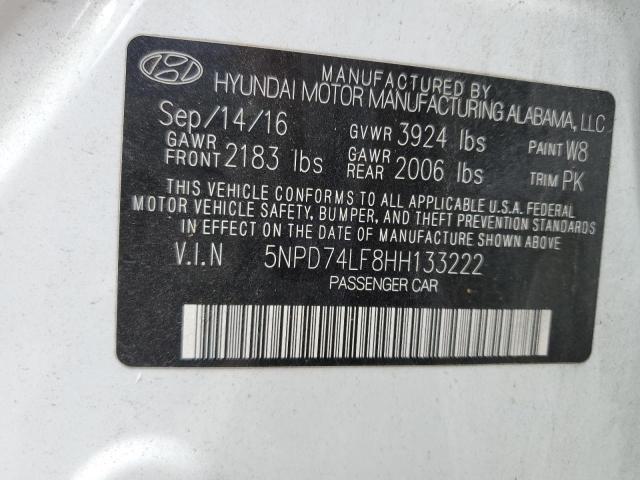 MANUFACTURED BY
HYUNDAI MOTOR MANUFACTURING ALABAMA, LLC
Sep/14/16 GVWR 3924 lbs PAINT W8
GAWR FRONT 2183 lbs GAWR REAR 2006 lbs TRIM PK
THIS VEHICLE CONFORMS TO ALL APPLICABLE U.S.A. FEDERAL
MOTOR VEHICLE SAFETY, BUMPER, AND THEFT PREVENTION STANDARDS
IN EFFECT ON THE DATE OF MANUFACTURE SHOWN ABOVE.
V.I.N 5NPD74LF8HH133222
PASSENGER CAR